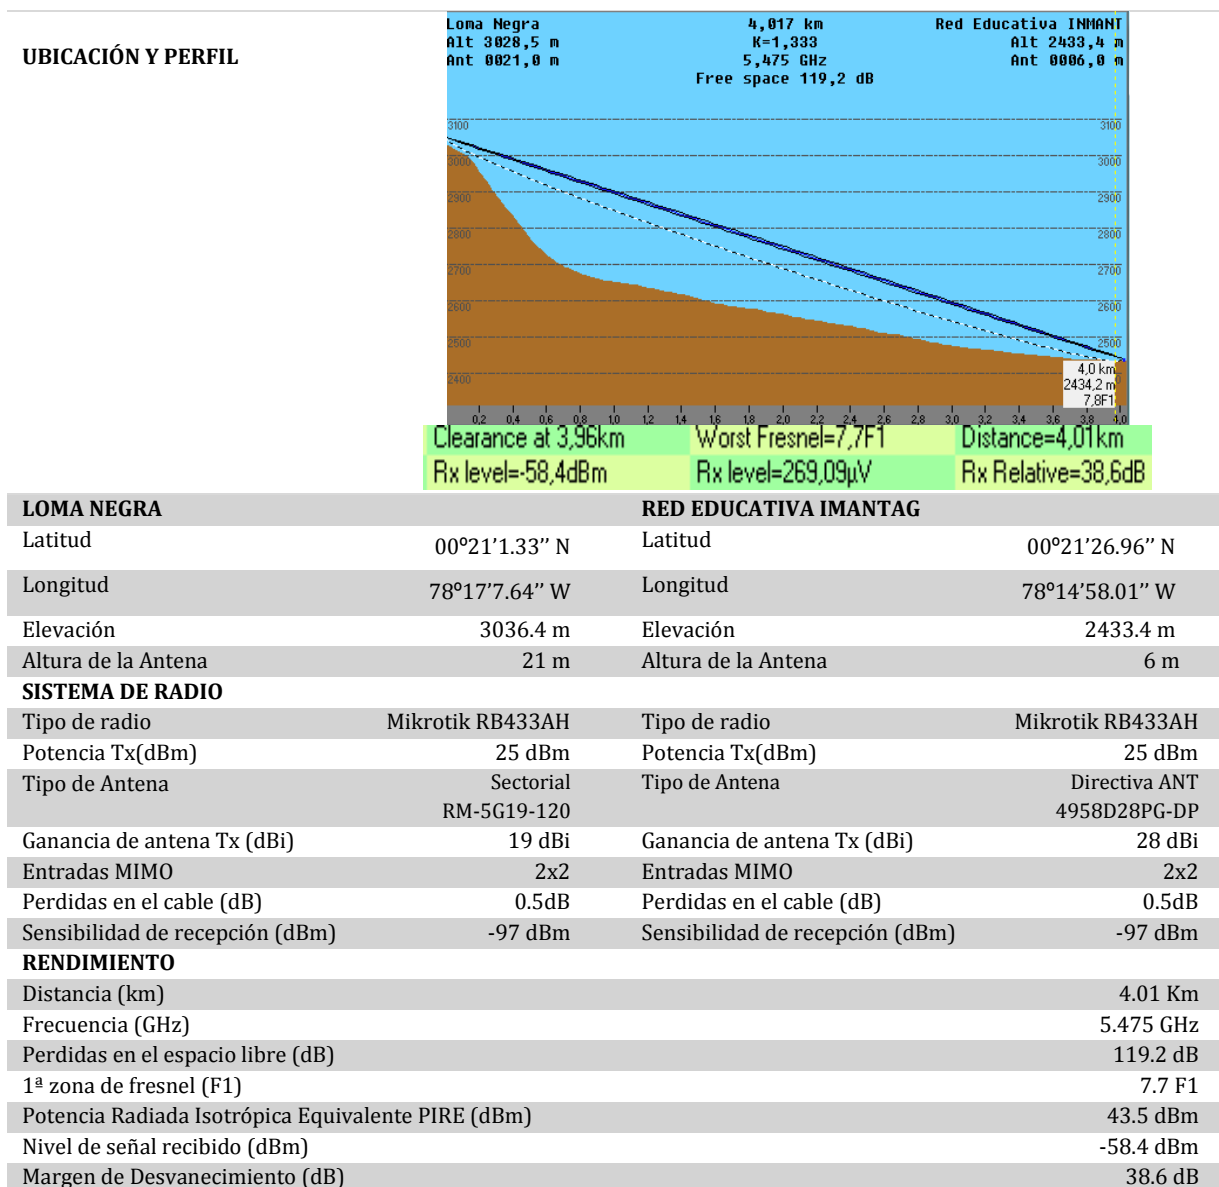 Loma Negra 4,017 km Red Educativa INMANT
Alt 3028,5 m K=1,333 Alt 2433,4 m
UBICACIÓN Y PERFIL
Ant 0021,0 m 5,475 GHz Ant 0006,0 m
Free space 119,2 dB
3100 3100
3000 3000
2900 2900
2800 2800
2700 2700
2600 2600
2500 2500
2400
4,0 km
2434,2 m
7,8F1
0,2 0,4 0,6 0,8 1,0 1,2 1,4 1,6 1,8 2,0 2,2 2,4 2,6 2,8 3,0 3,2 3,4 3,6 3,8 4,0
Clearance at 3,96km Worst Fresnel=7,7F1 Distance=4,01km
Rx level=-58,4dBm Rx level=269,09µV Rx Relative=38,6dB
LOMA NEGRA RED EDUCATIVA IMANTAG
Latitud 00º21’1.33’’ N Latitud 00º21’26.96’’ N
Longitud 78º17’7.64’’ W Longitud 78º14’58.01’’ W
Elevación 3036.4 m Elevación 2433.4 m
Altura de la Antena 21 m Altura de la Antena 6 m
SISTEMA DE RADIO
Tipo de radio Mikrotik RB433AH Tipo de radio Mikrotik RB433AH
Potencia Tx(dBm) 25 dBm Potencia Tx(dBm) 25 dBm
Tipo de Antena Sectorial Tipo de Antena Directiva ANT
RM-5G19-120 4958D28PG-DP
Ganancia de antena Tx (dBi) 19 dBi Ganancia de antena Tx (dBi) 28 dBi
Entradas MIMO 2x2 Entradas MIMO 2x2
Perdidas en el cable (dB) 0.5dB Perdidas en el cable (dB) 0.5dB
Sensibilidad de recepción (dBm) -97 dBm Sensibilidad de recepción (dBm) -97 dBm
RENDIMIENTO
Distancia (km) 4.01 Km
Frecuencia (GHz) 5.475 GHz
Perdidas en el espacio libre (dB) 119.2 dB
1ª zona de fresnel (F1) 7.7 F1
Potencia Radiada Isotrópica Equivalente PIRE (dBm) 43.5 dBm
Nivel de señal recibido (dBm) -58.4 dBm
Margen de Desvanecimiento (dB) 38.6 dB